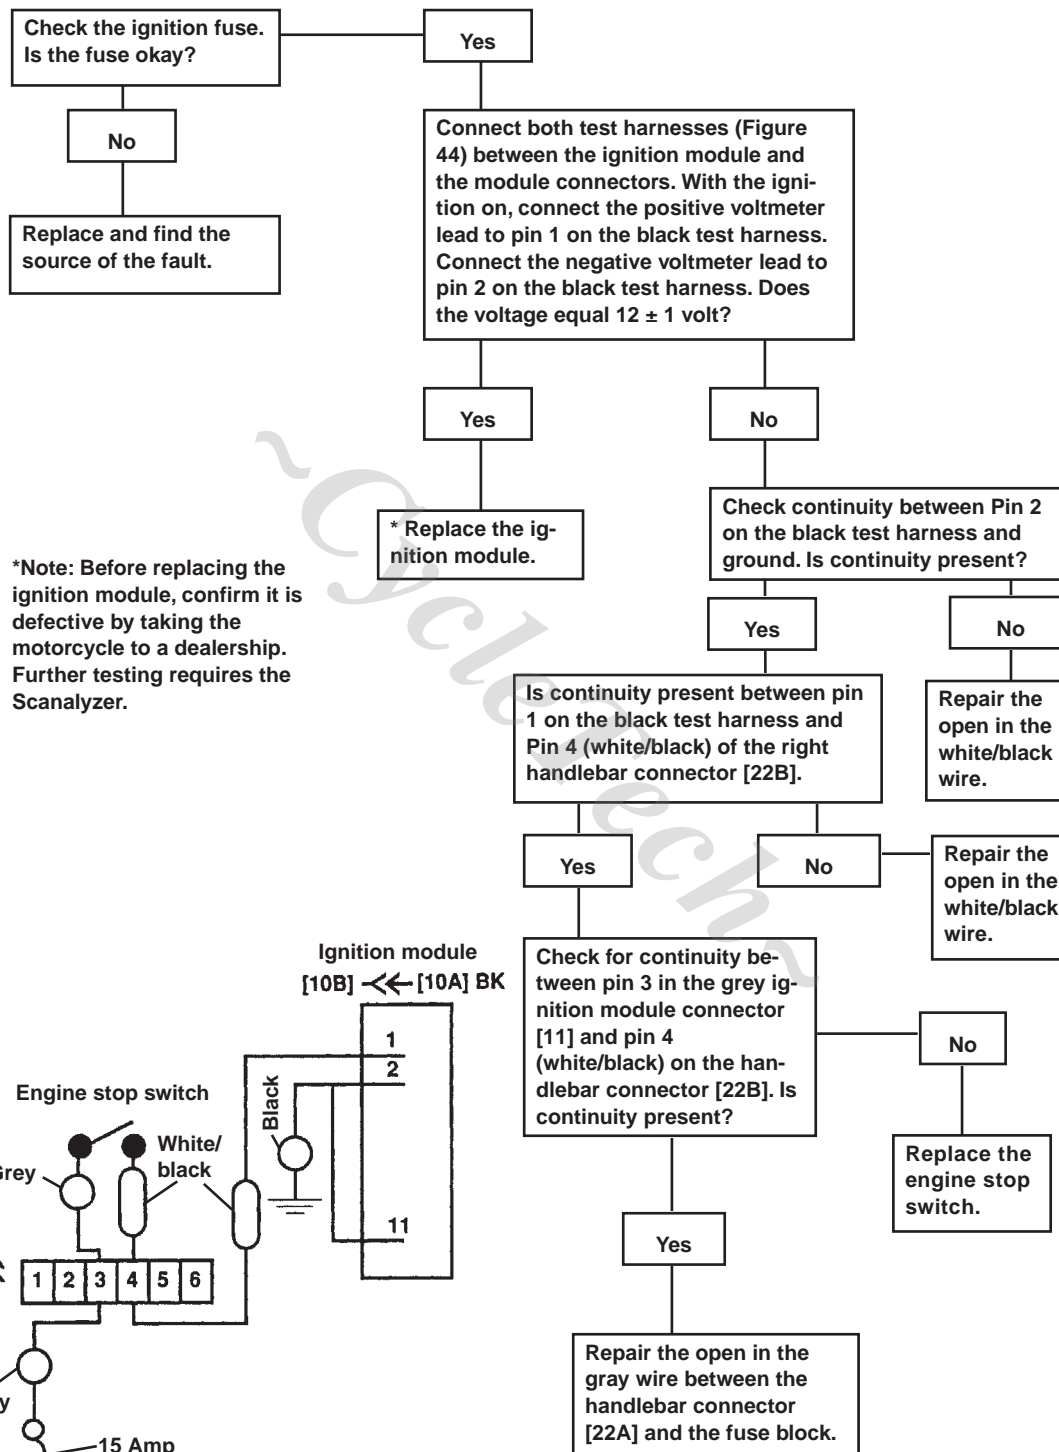 Check the ignition fuse.
Is the fuse okay?
Yes
No
Replace and find the
source of the fault.
Connect both test harnesses (Figure
44) between the ignition module and
the module connectors. With the igni-
tion on, connect the positive voltmeter
lead to pin 1 on the black test harness.
Connect the negative voltmeter lead to
pin 2 on the black test harness. Does
the voltage equal 12 ± 1 volt?
Yes
No
* Replace the ig-
nition module.
*Note: Before replacing the
ignition module, confirm it is
defective by taking the
motorcycle to a dealership.
Further testing requires the
Scanalyzer.
Check continuity between Pin 2
on the black test harness and
ground. Is continuity present?
Yes
No
Is continuity present between pin
1 on the black test harness and
Pin 4 (white/black) of the right
handlebar connector [22B].
Repair the
open in the
white/black
wire.
Yes
No
Repair the
open in the
white/black
wire.
Check for continuity be-
tween pin 3 in the grey ig-
nition module connector
[11] and pin 4
(white/black) on the han-
dlebar connector [22B]. Is
continuity present?
No
Replace the
engine stop
switch.
Yes
Repair the open in the
gray wire between the
handlebar connector
[22A] and the fuse block.
Ignition module
[10B] [10A] BK
1
2
11
Black
Engine stop switch
White/
black
Grey
1 2 3 4 5 6
y
15 Amp
~CycleTech~